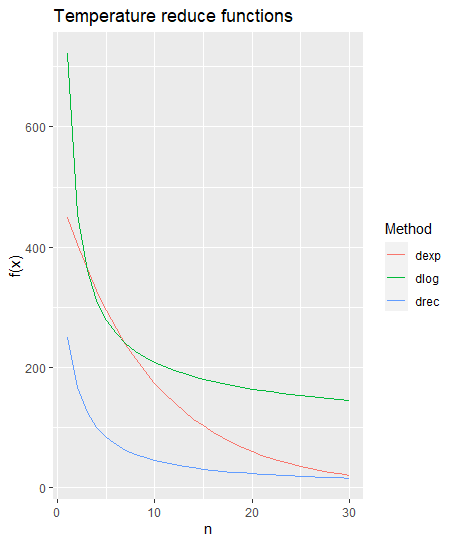 Temperature reduce functions
600
400
200
0
f(x)
0 10 20 30
n
Method
dexp
dlog
drec